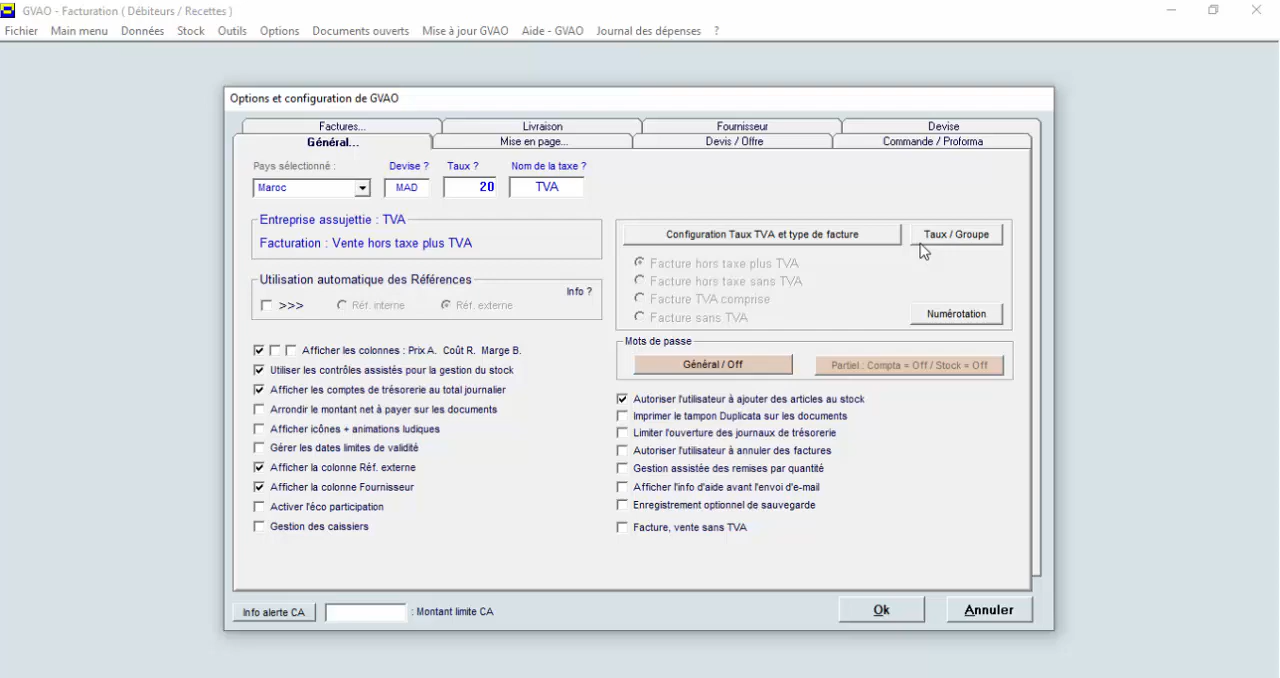 GVAO - Facturation ( Débiteurs / Recettes )
Fichier Main menu Données Stock Outils Options Documents ouverts Mise à jour GVAO Aide - GVAO Journal des dépenses ?
Options et configuration de GVAO
Factures... Livraison Fournisseur Devise
Général... Mise en page... Devis / Offre Commande / Proforma
Pays sélectionné : Devise ? Taux ? Nom de la taxe ?
Maroc MAD 20 TVA
Entreprise assujettie : TVA
Facturation : Vente hors taxe plus TVA
Configuration Taux TVA et type de facture Taux / Groupe
Facture hors taxe plus TVA
Facture hors taxe sans TVA
Facture TVA comprise
Facture sans TVA
Numérotation
Utilisation automatique des Références
Info ?
>>> Réf. interne Réf. externe
Mots de passe
Général / Off Partiel : Compta = Off / Stock = Off
Afficher les colonnes : Prix A. Coût R. Marge B.
Utiliser les contrôles assistés pour la gestion du stock
Afficher les comptes de trésorerie au total journalier
Arrondir le montant net à payer sur les documents
Afficher icônes + animations ludiques
Gérer les dates limites de validité
Afficher la colonne Réf. externe
Afficher la colonne Fournisseur
Activer l'éco participation
Gestion des caissiers
Autoriser l'utilisateur à ajouter des articles au stock
Imprimer le tampon Duplicata sur les documents
Limiter l'ouverture des journaux de trésorerie
Autoriser l'utilisateur à annuler des factures
Gestion assistée des remises par quantité
Afficher l'info d'aide avant l'envoi d'e-mail
Enregistrement optionnel de sauvegarde
Facture, vente sans TVA
Info alerte CA : Montant limite CA
Ok Annuler